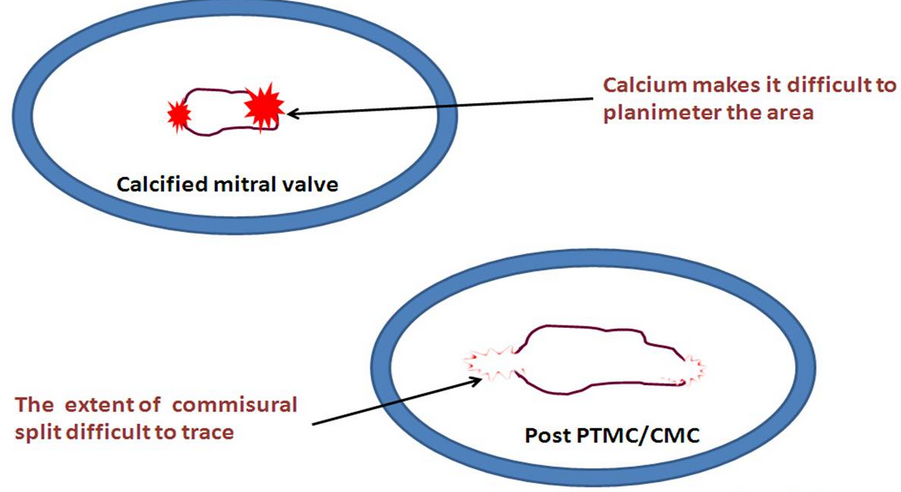 Calcium makes it difficult to
planimeter the area
Calcified mitral valve
The extent of commisural
split difficult to trace
Post PTMC/CMC